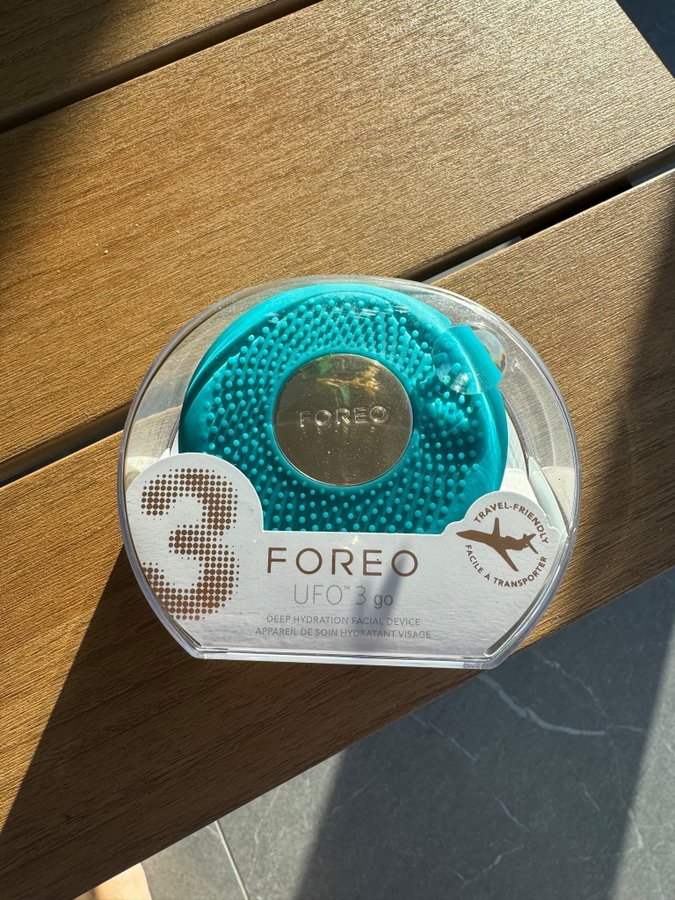 FOREO
3
FOREO
UFO™ 3 go
DEEP HYDRATION FACIAL DEVICE
APPAREIL DE SOIN HYDRATANT VISAGE
TRAVEL-FRIENDLY
FACILE A TRANSPORTER